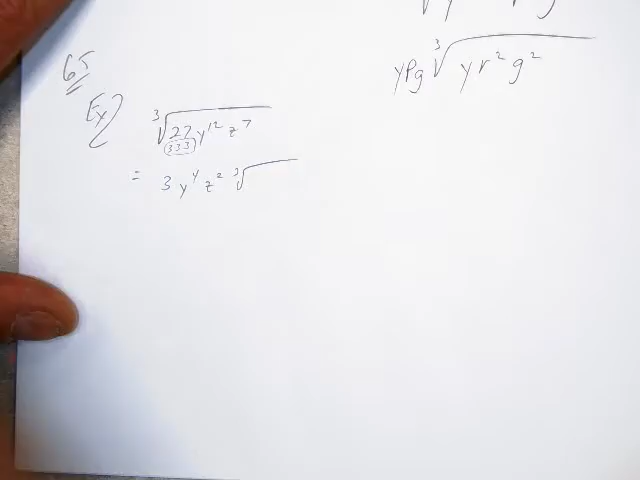 65
Ex) ∛(27y¹²z⁷)
333
= 3y⁴z² ∛
ypg ∛(yr²g²)